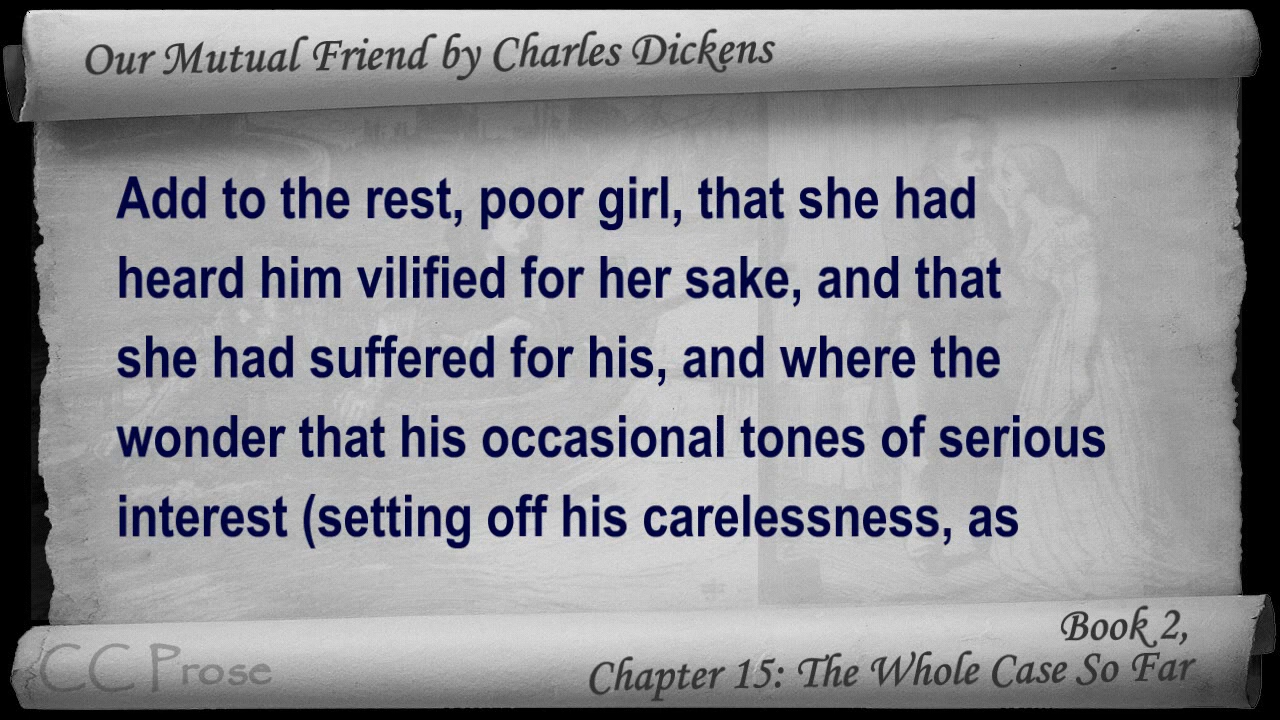 Our Mutual Friend by Charles Dickens
Add to the rest, poor girl, that she had
heard him vilified for her sake, and that
she had suffered for his, and where the
wonder that his occasional tones of serious
interest (setting off his carelessness, as
Book 2,
Chapter 15: The Whole Case So Far
CC Prose